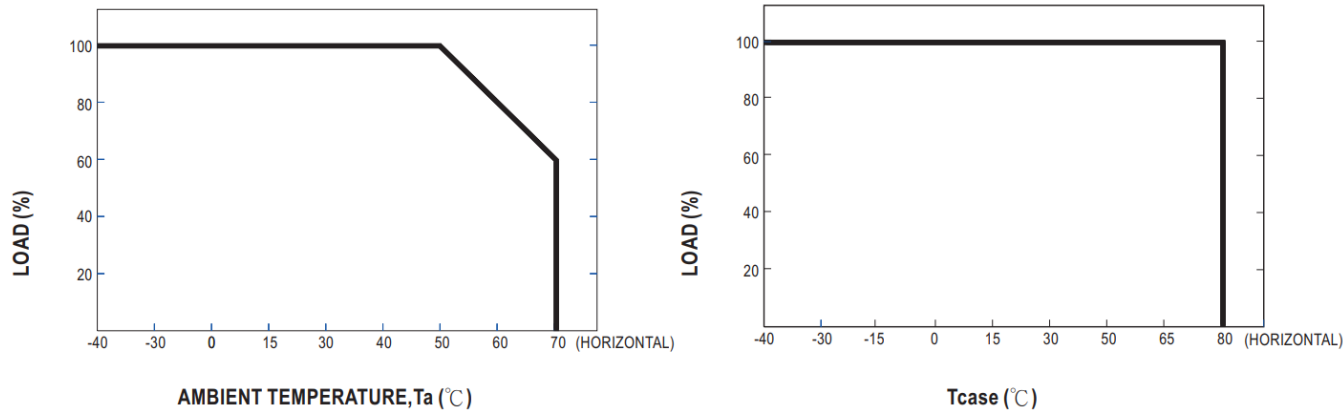 100
80
60
40
20
LOAD (%)
-40 -30 0 15 30 40 50 60 70 (HORIZONTAL)
AMBIENT TEMPERATURE,Ta (℃)
100
80
60
40
20
LOAD (%)
-40 -30 -15 0 15 30 50 65 80 (HORIZONTAL)
Tcase (℃)